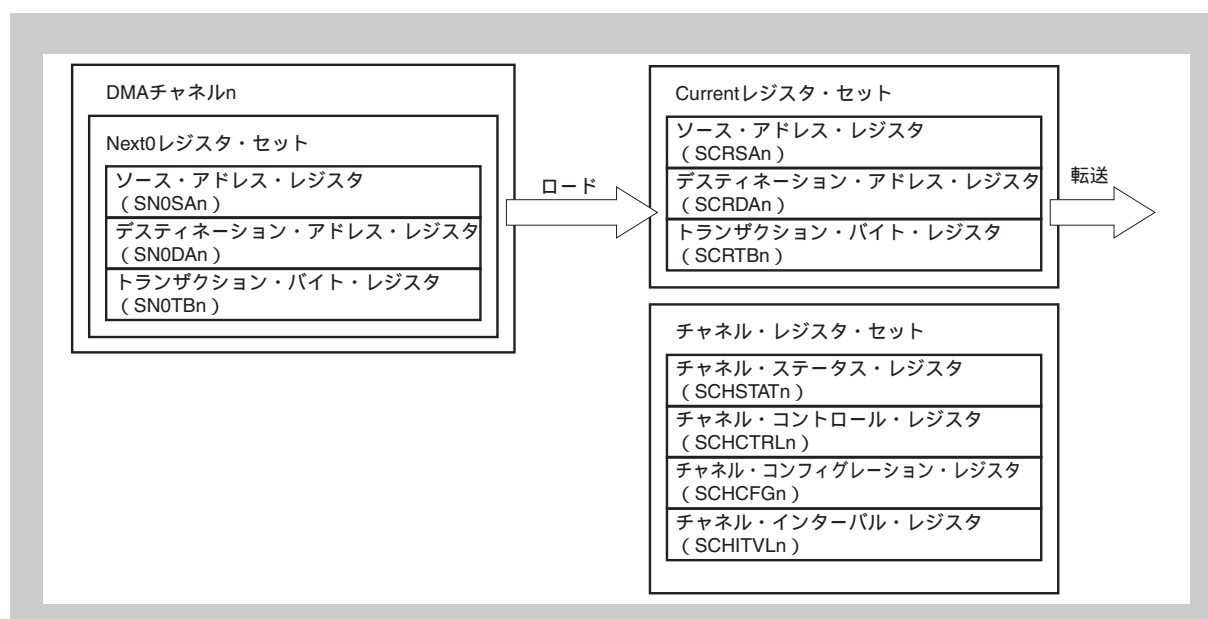 DMAチャネルn
Next0レジスタ・セット
ソース・アドレス・レジスタ
（SN0SAn）
デスティネーション・アドレス・レジスタ
（SN0DAn）
トランザクション・バイト・レジスタ
（SN0TBn）
ロード
Currentレジスタ・セット
ソース・アドレス・レジスタ
（SCRSAn）
デスティネーション・アドレス・レジスタ
（SCRDAn）
トランザクション・バイト・レジスタ
（SCRTBn）
転送
チャネル・レジスタ・セット
チャネル・ステータス・レジスタ
（SCHSTATn）
チャネル・コントロール・レジスタ
（SCHCTRLn）
チャネル・コンフィグレーション・レジスタ
（SCHCFGn）
チャネル・インターバル・レジスタ
（SCHITVLn）